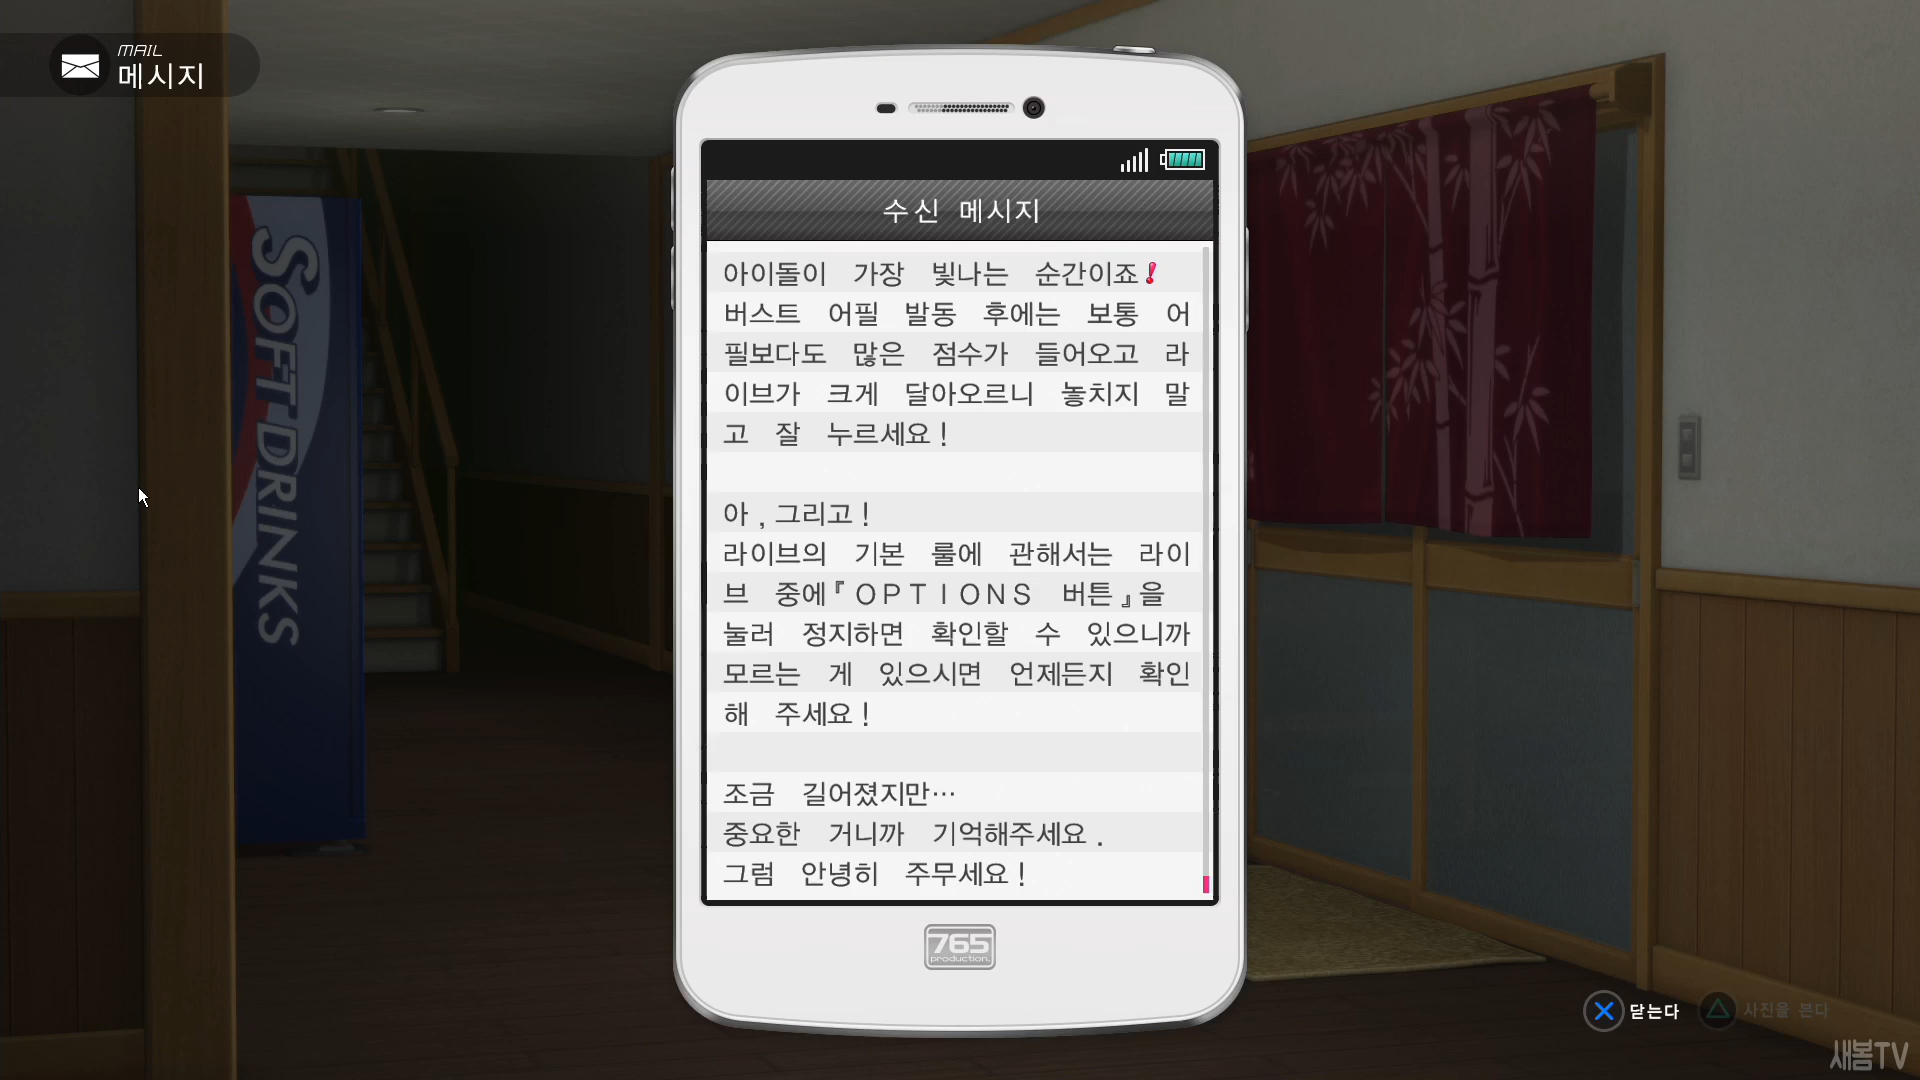 MAIL
메시지
수신 메시지
아이돌이 가장 빛나는 순간이죠!
버스트 어필 발동 후에는 보통 어
필보다도 많은 점수가 들어오고 라
이브가 크게 달아오르니 놓치지 말
고 잘 누르세요!
아,그리고!
라이브의 기본 룰에 관해서는 라이
브 중에『OPTIONS 버튼』을
눌러 정지하면 확인할 수 있으니까
모르는 게 있으시면 언제든지 확인
해 주세요!
조금 길어졌지만…
중요한 거니까 기억해주세요.
그럼 안녕히 주무세요!
765
production.
SOFT DRINKS
닫는다
사진을 본다
새봄TV